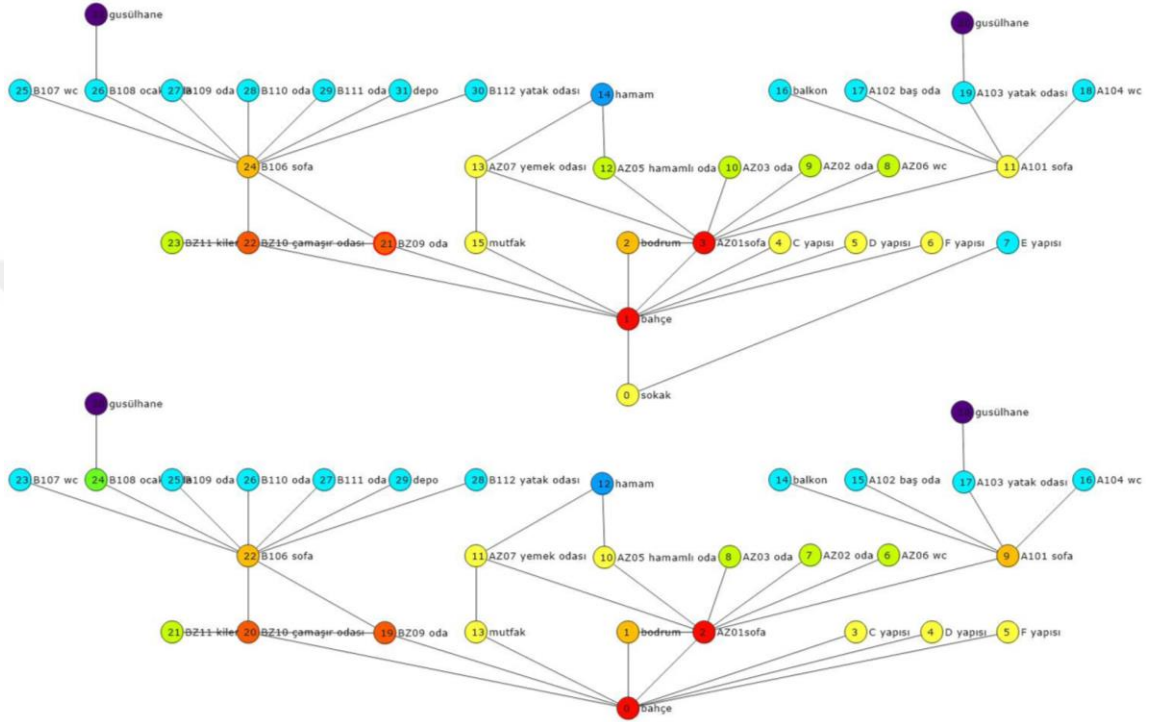 gusülhane
gusülhane
25 B107 wc 26 B108 ocak 27 B109 oda 28 B110 oda 29 B111 oda 31 depo 30 B112 yatak odası 14 hamam 16 balkon 17 A102 baş oda 19 A103 yatak odası 18 A104 wc
24 B106 sofa 13 AZ07 yemek odası 12 AZ05 hamamlı oda 10 AZ03 oda 9 AZ02 oda 8 AZ06 wc 11 A101 sofa
23 BZ11 kiler 22 BZ10 çamaşır odası 21 BZ09 oda 15 mutfak 2 bodrum 3 AZ01sofa 4 C yapısı 5 D yapısı 6 F yapısı 7 E yapısı
1 bahçe
0 sokak
gusülhane
gusülhane
23 B107 wc 24 B108 ocak 25 B109 oda 26 B110 oda 27 B111 oda 29 depo 28 B112 yatak odası 12 hamam 14 balkon 15 A102 baş oda 17 A103 yatak odası 16 A104 wc
22 B106 sofa 11 AZ07 yemek odası 10 AZ05 hamamlı oda 8 AZ03 oda 7 AZ02 oda 6 AZ06 wc 9 A101 sofa
21 BZ11 kiler 20 BZ10 çamaşır odası 19 BZ09 oda 13 mutfak 1 bodrum 2 AZ01sofa 3 C yapısı 4 D yapısı 5 F yapısı
0 bahçe